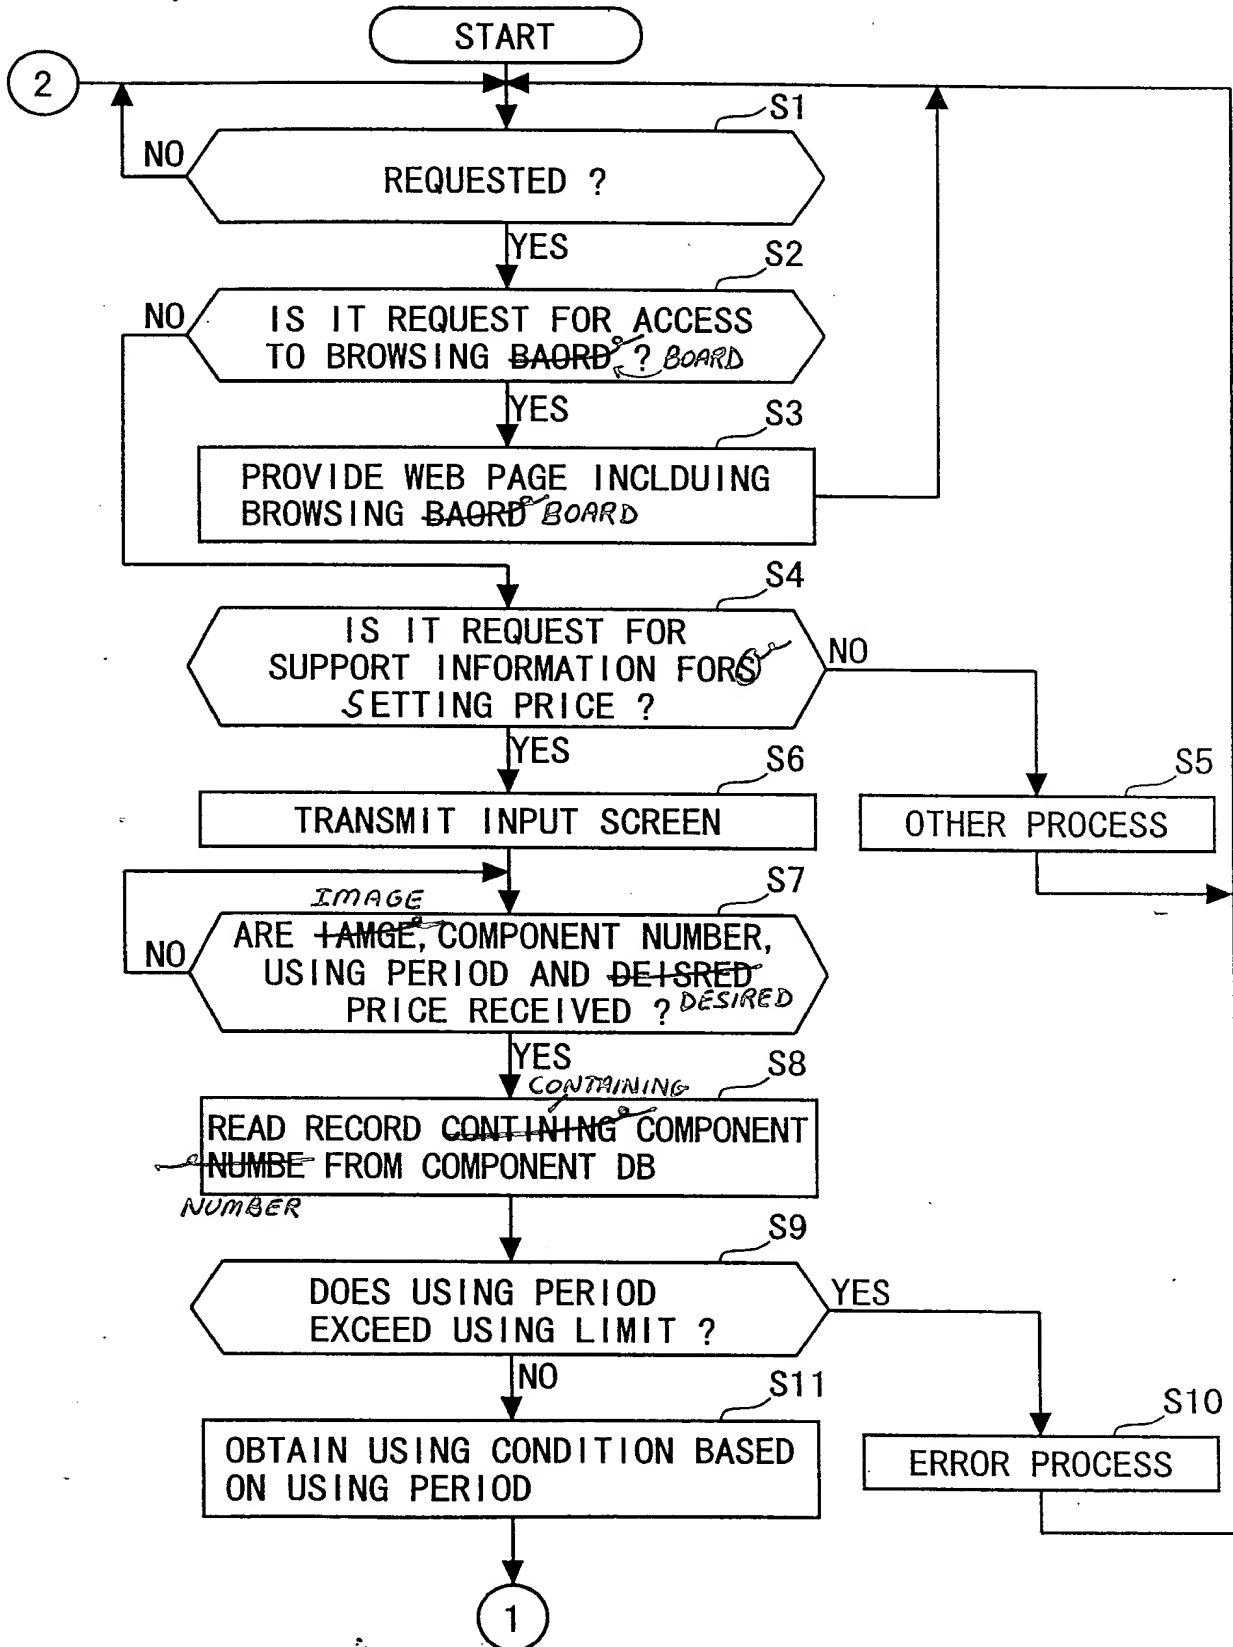 START
2
S1
NO
REQUESTED ?
YES
S2
NO
IS IT REQUEST FOR ACCESS
TO BROWSING BAORD ? BOARD
YES
S3
PROVIDE WEB PAGE INCLDUING
BROWSING BAORD BOARD
S4
IS IT REQUEST FOR
SUPPORT INFORMATION FORS
SETTING PRICE ?
NO
YES
S6
S5
TRANSMIT INPUT SCREEN
OTHER PROCESS
S7
IMAGE
ARE IAMGE, COMPONENT NUMBER,
NO
USING PERIOD AND DEISRED
PRICE RECEIVED ? DESIRED
YES
CONTAINING
S8
READ RECORD CONTINING COMPONENT
NUMBE FROM COMPONENT DB
NUMBER
S9
DOES USING PERIOD
EXCEED USING LIMIT ?
YES
NO
S11
S10
OBTAIN USING CONDITION BASED
ON USING PERIOD
ERROR PROCESS
1